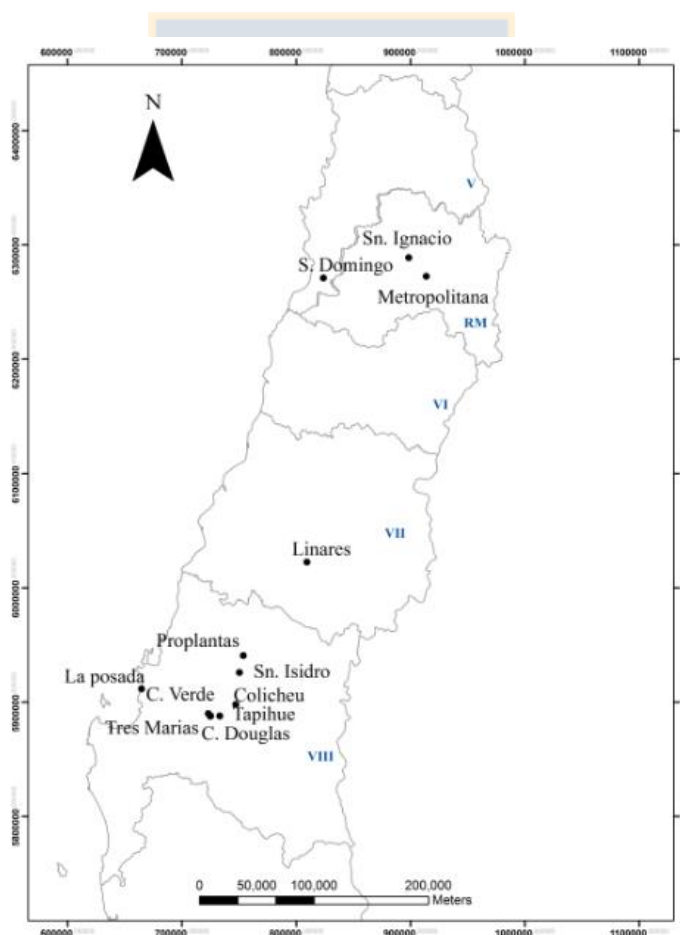 600000 700000 800000 900000 1000000 1100000
N
6400000
V
6300000
Sn. Ignacio
S. Domingo
Metropolitana
RM
6200000
VI
6100000
VII
Linares
6000000
Proplantas
Sn. Isidro
La posada
C. Verde Colicheu
5900000
Tapihue
Tres Marias
C. Douglas
VIII
5800000
0 50,000 100,000 200,000
Meters
600000 700000 800000 900000 1000000 1100000